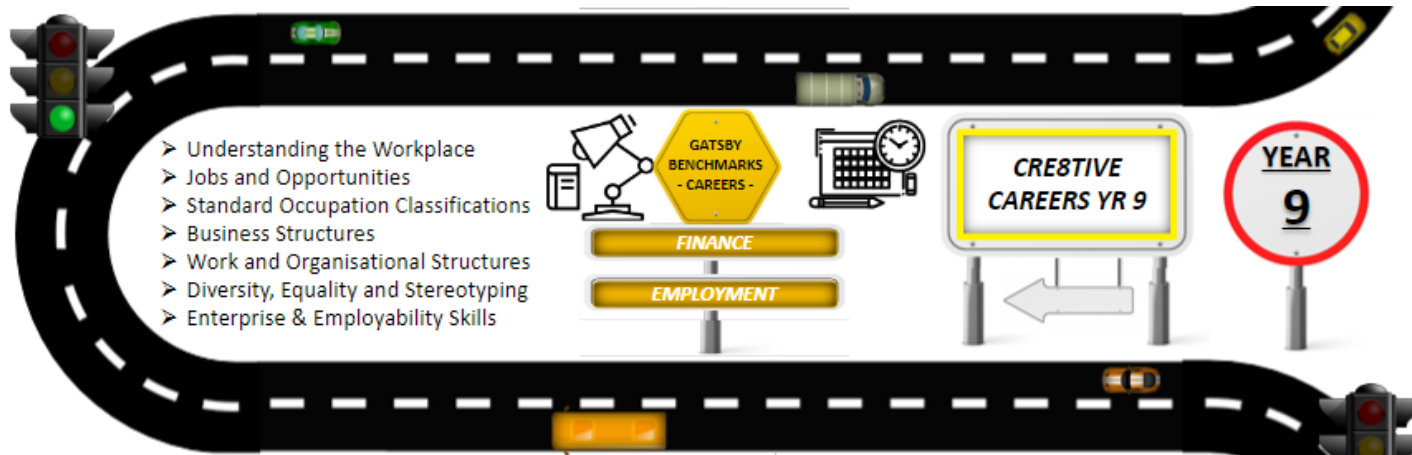 ➢ Understanding the Workplace
➢ Jobs and Opportunities
➢ Standard Occupation Classifications
➢ Business Structures
➢ Work and Organisational Structures
➢ Diversity, Equality and Stereotyping
➢ Enterprise & Employability Skills
GATSBY
BENCHMARKS
- CAREERS -
FINANCE
EMPLOYMENT
CRE8TIVE
CAREERS YR 9
YEAR
9